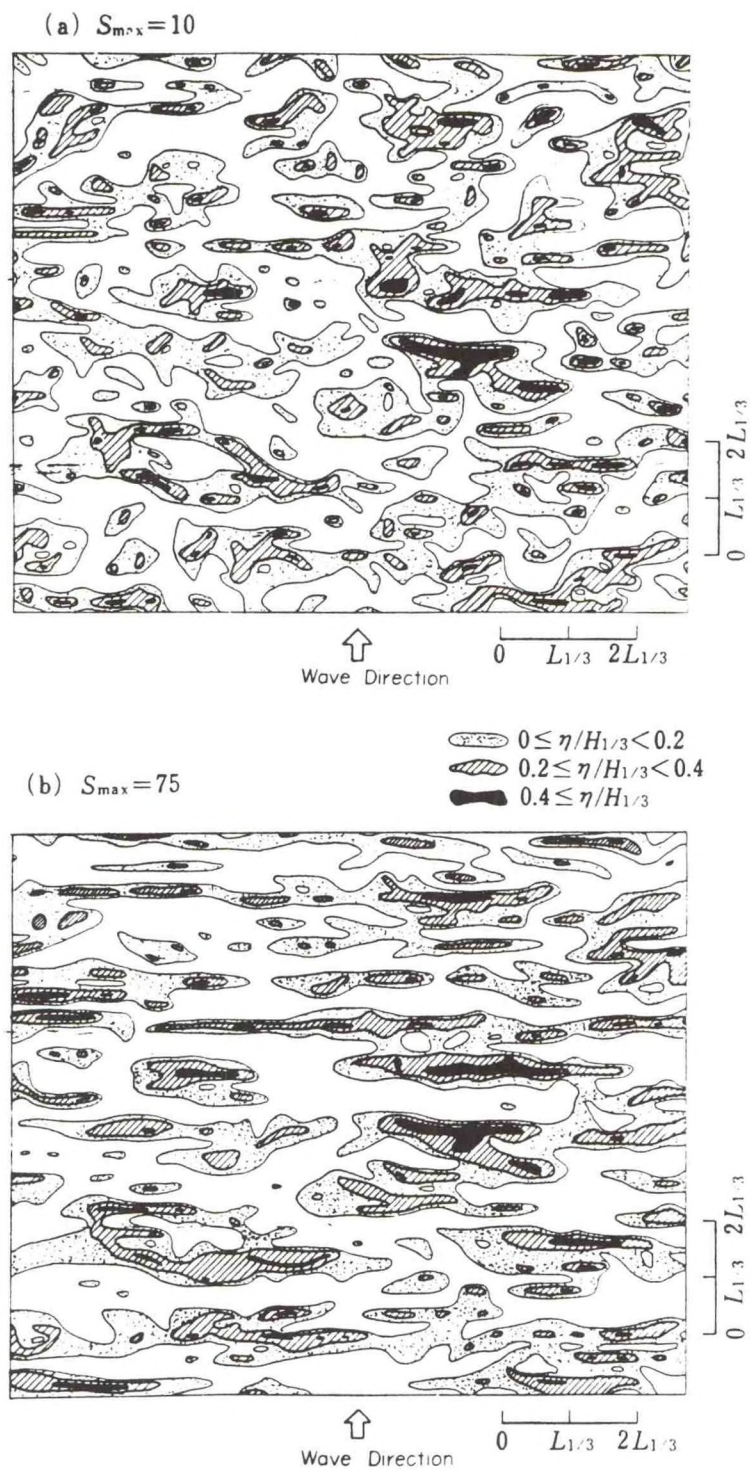 (a) Smax=10
0 L1/3 2L1/3
0 L1/3 2L1/3
Wave Direction
0≤η/H1/3<0.2
0.2≤η/H1/3<0.4
0.4≤η/H1/3
(b) Smax=75
0 L1/3 2L1/3
0 L1/3 2L1/3
Wave Direction